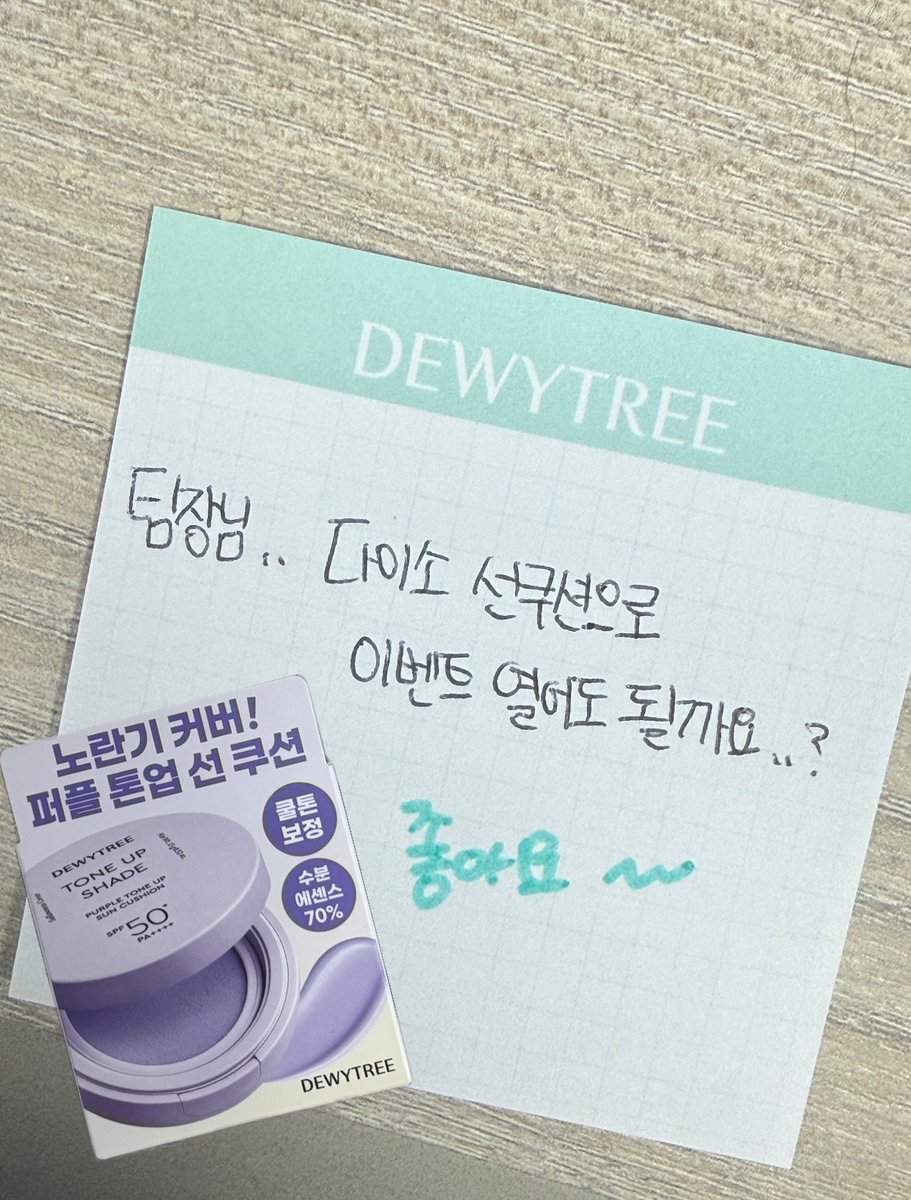 DEWYTREE
팀장님.. 다이소 선쿠션으로
이벤트 열어도 될까요..?
좋아요 ~
노란기 커버!
퍼플 톤업 선 쿠션
쿨톤
보정
수분
에센스
70%
DEWYTREE
TONE UP
SHADE
PURPLE TONE UP
SUN CUSHION
SPF 50+
PA++++
DEWYTREE